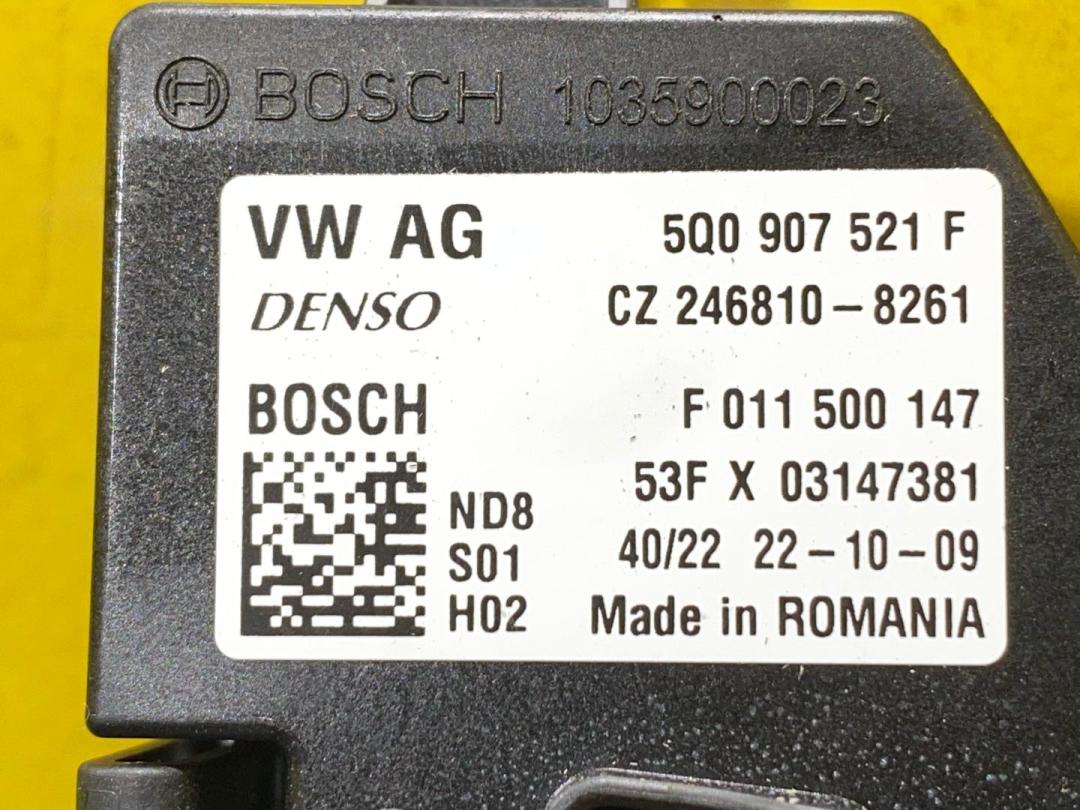 BOSCH 1035900023
VW AG 5Q0 907 521 F
DENSO CZ 246810-8261
BOSCH F 011 500 147
53F X 03147381
ND8
S01 40/22 22-10-09
H02 Made in ROMANIA